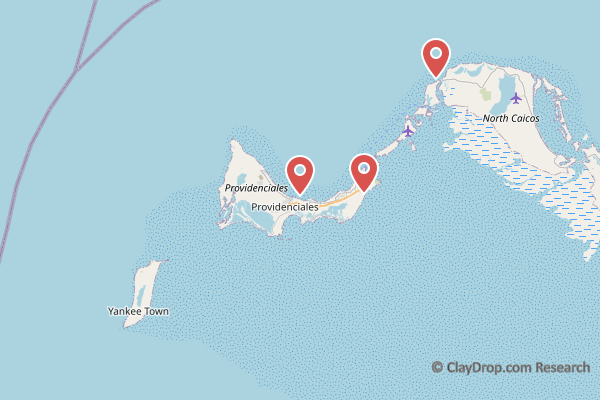 North Caicos
Providenciales
Providenciales
Yankee Town
© ClayDrop.com Research